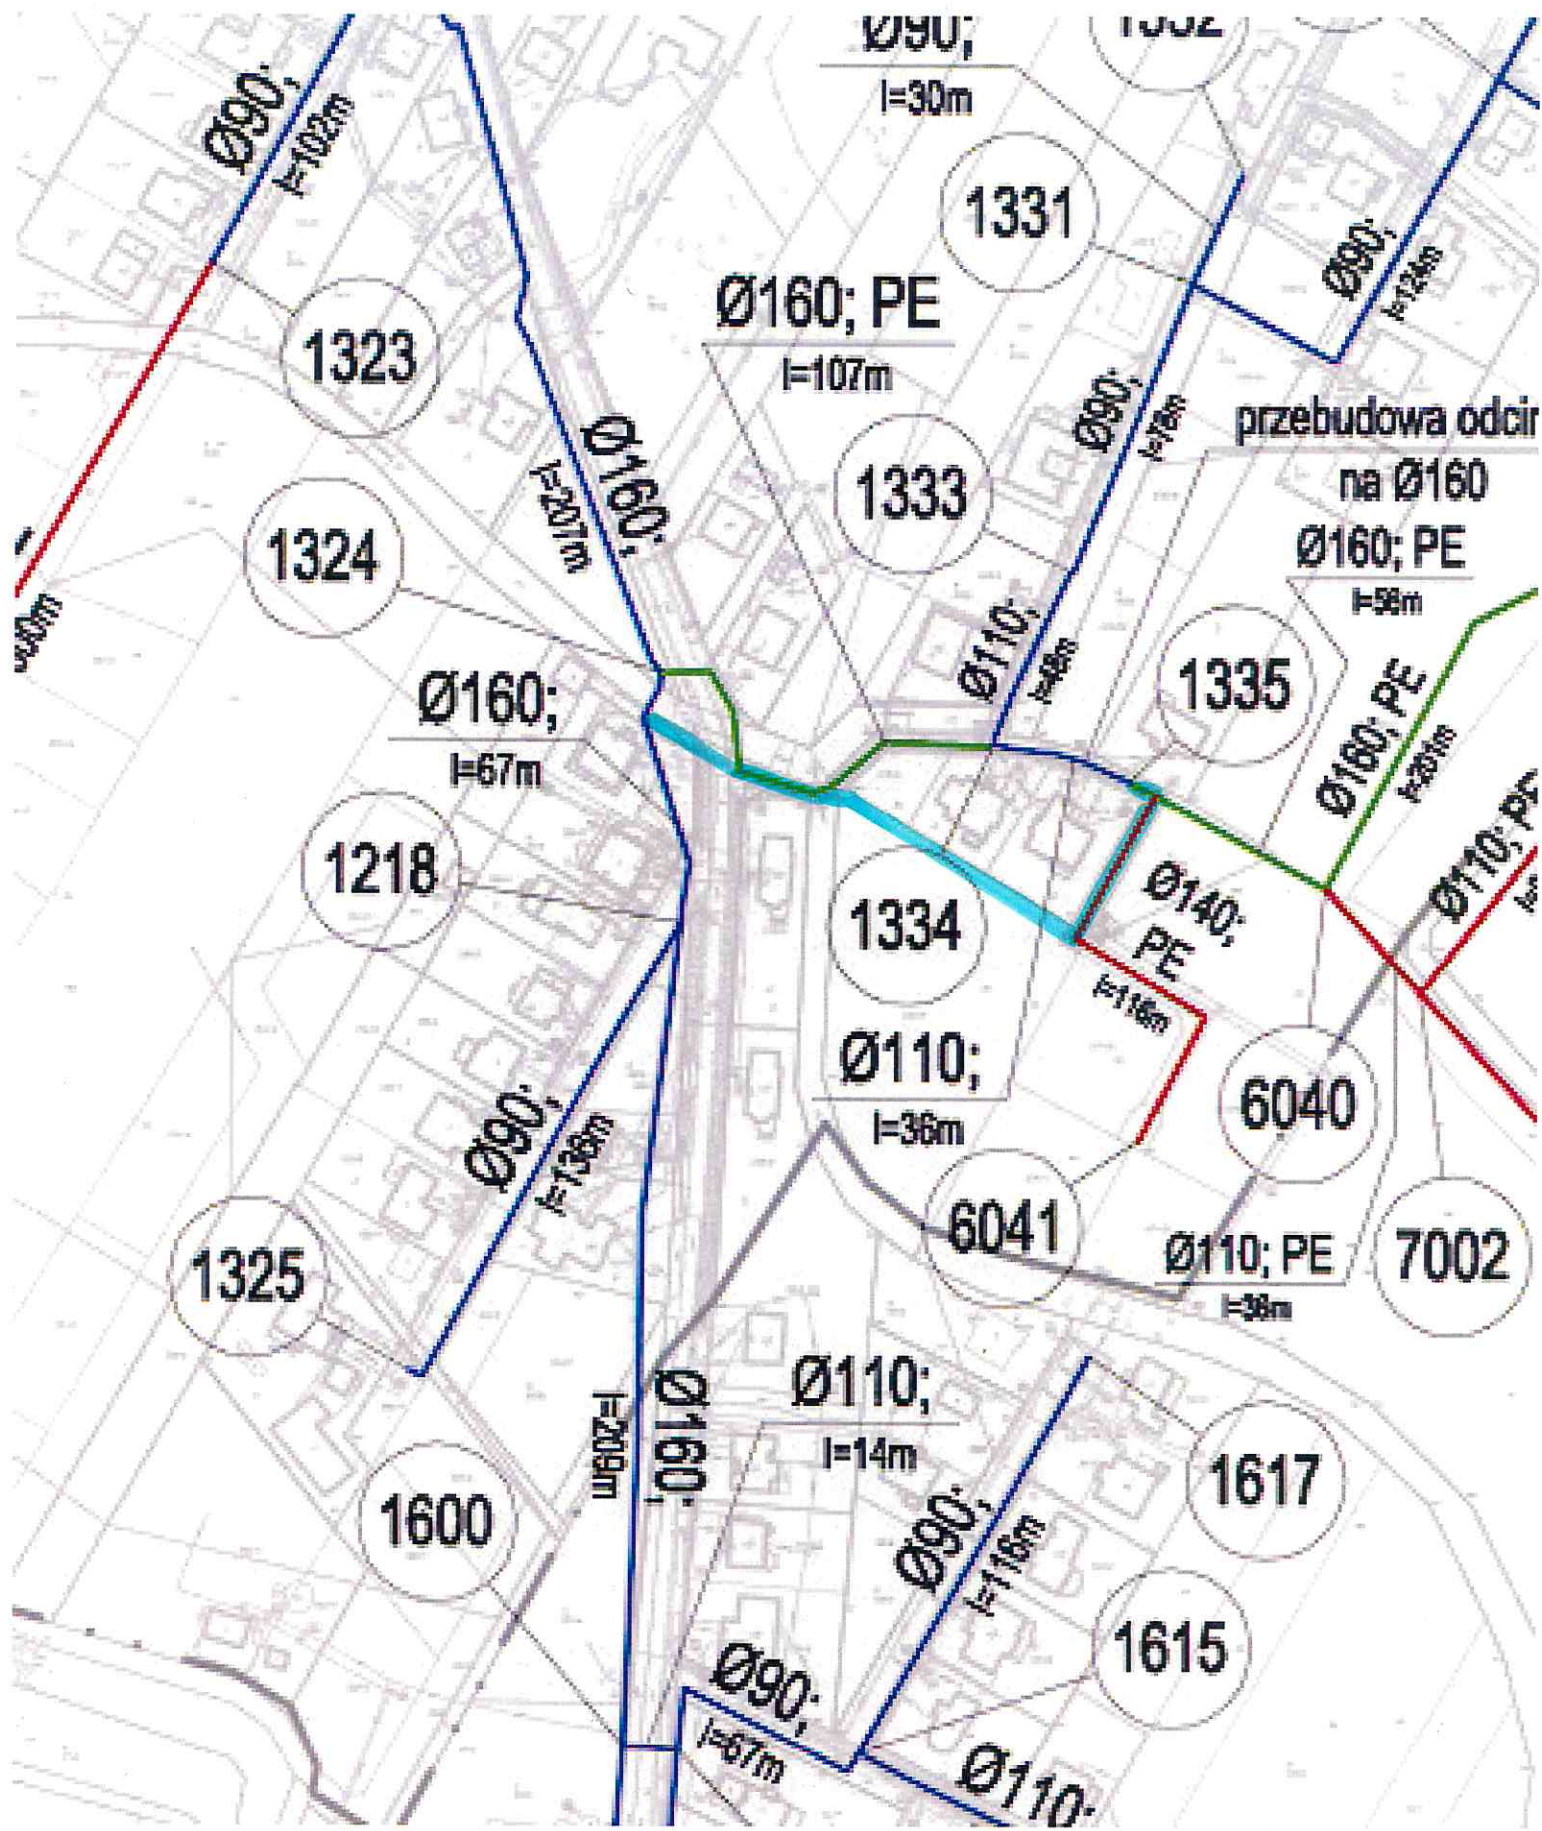 Ø90;
l=30m
Ø90;
l=102m
1331
Ø90;
l=124m
Ø160; PE
l=107m
1323
Ø90;
l=78m
przebudowa odcin
na Ø160
Ø160;
l=207m
1333
Ø160; PE
l=56m
1324
Ø110;
l=48m
1335
Ø160;
l=67m
Ø160; PE
l=201m
1218
Ø110; PE
1334
Ø140;
PE
l=116m
Ø110;
l=36m
6040
Ø90;
l=136m
6041
Ø110; PE
l=36m
7002
1325
Ø160;
l=209m
Ø110;
l=14m
1617
1600
Ø90;
l=116m
1615
Ø90;
l=67m
Ø110;